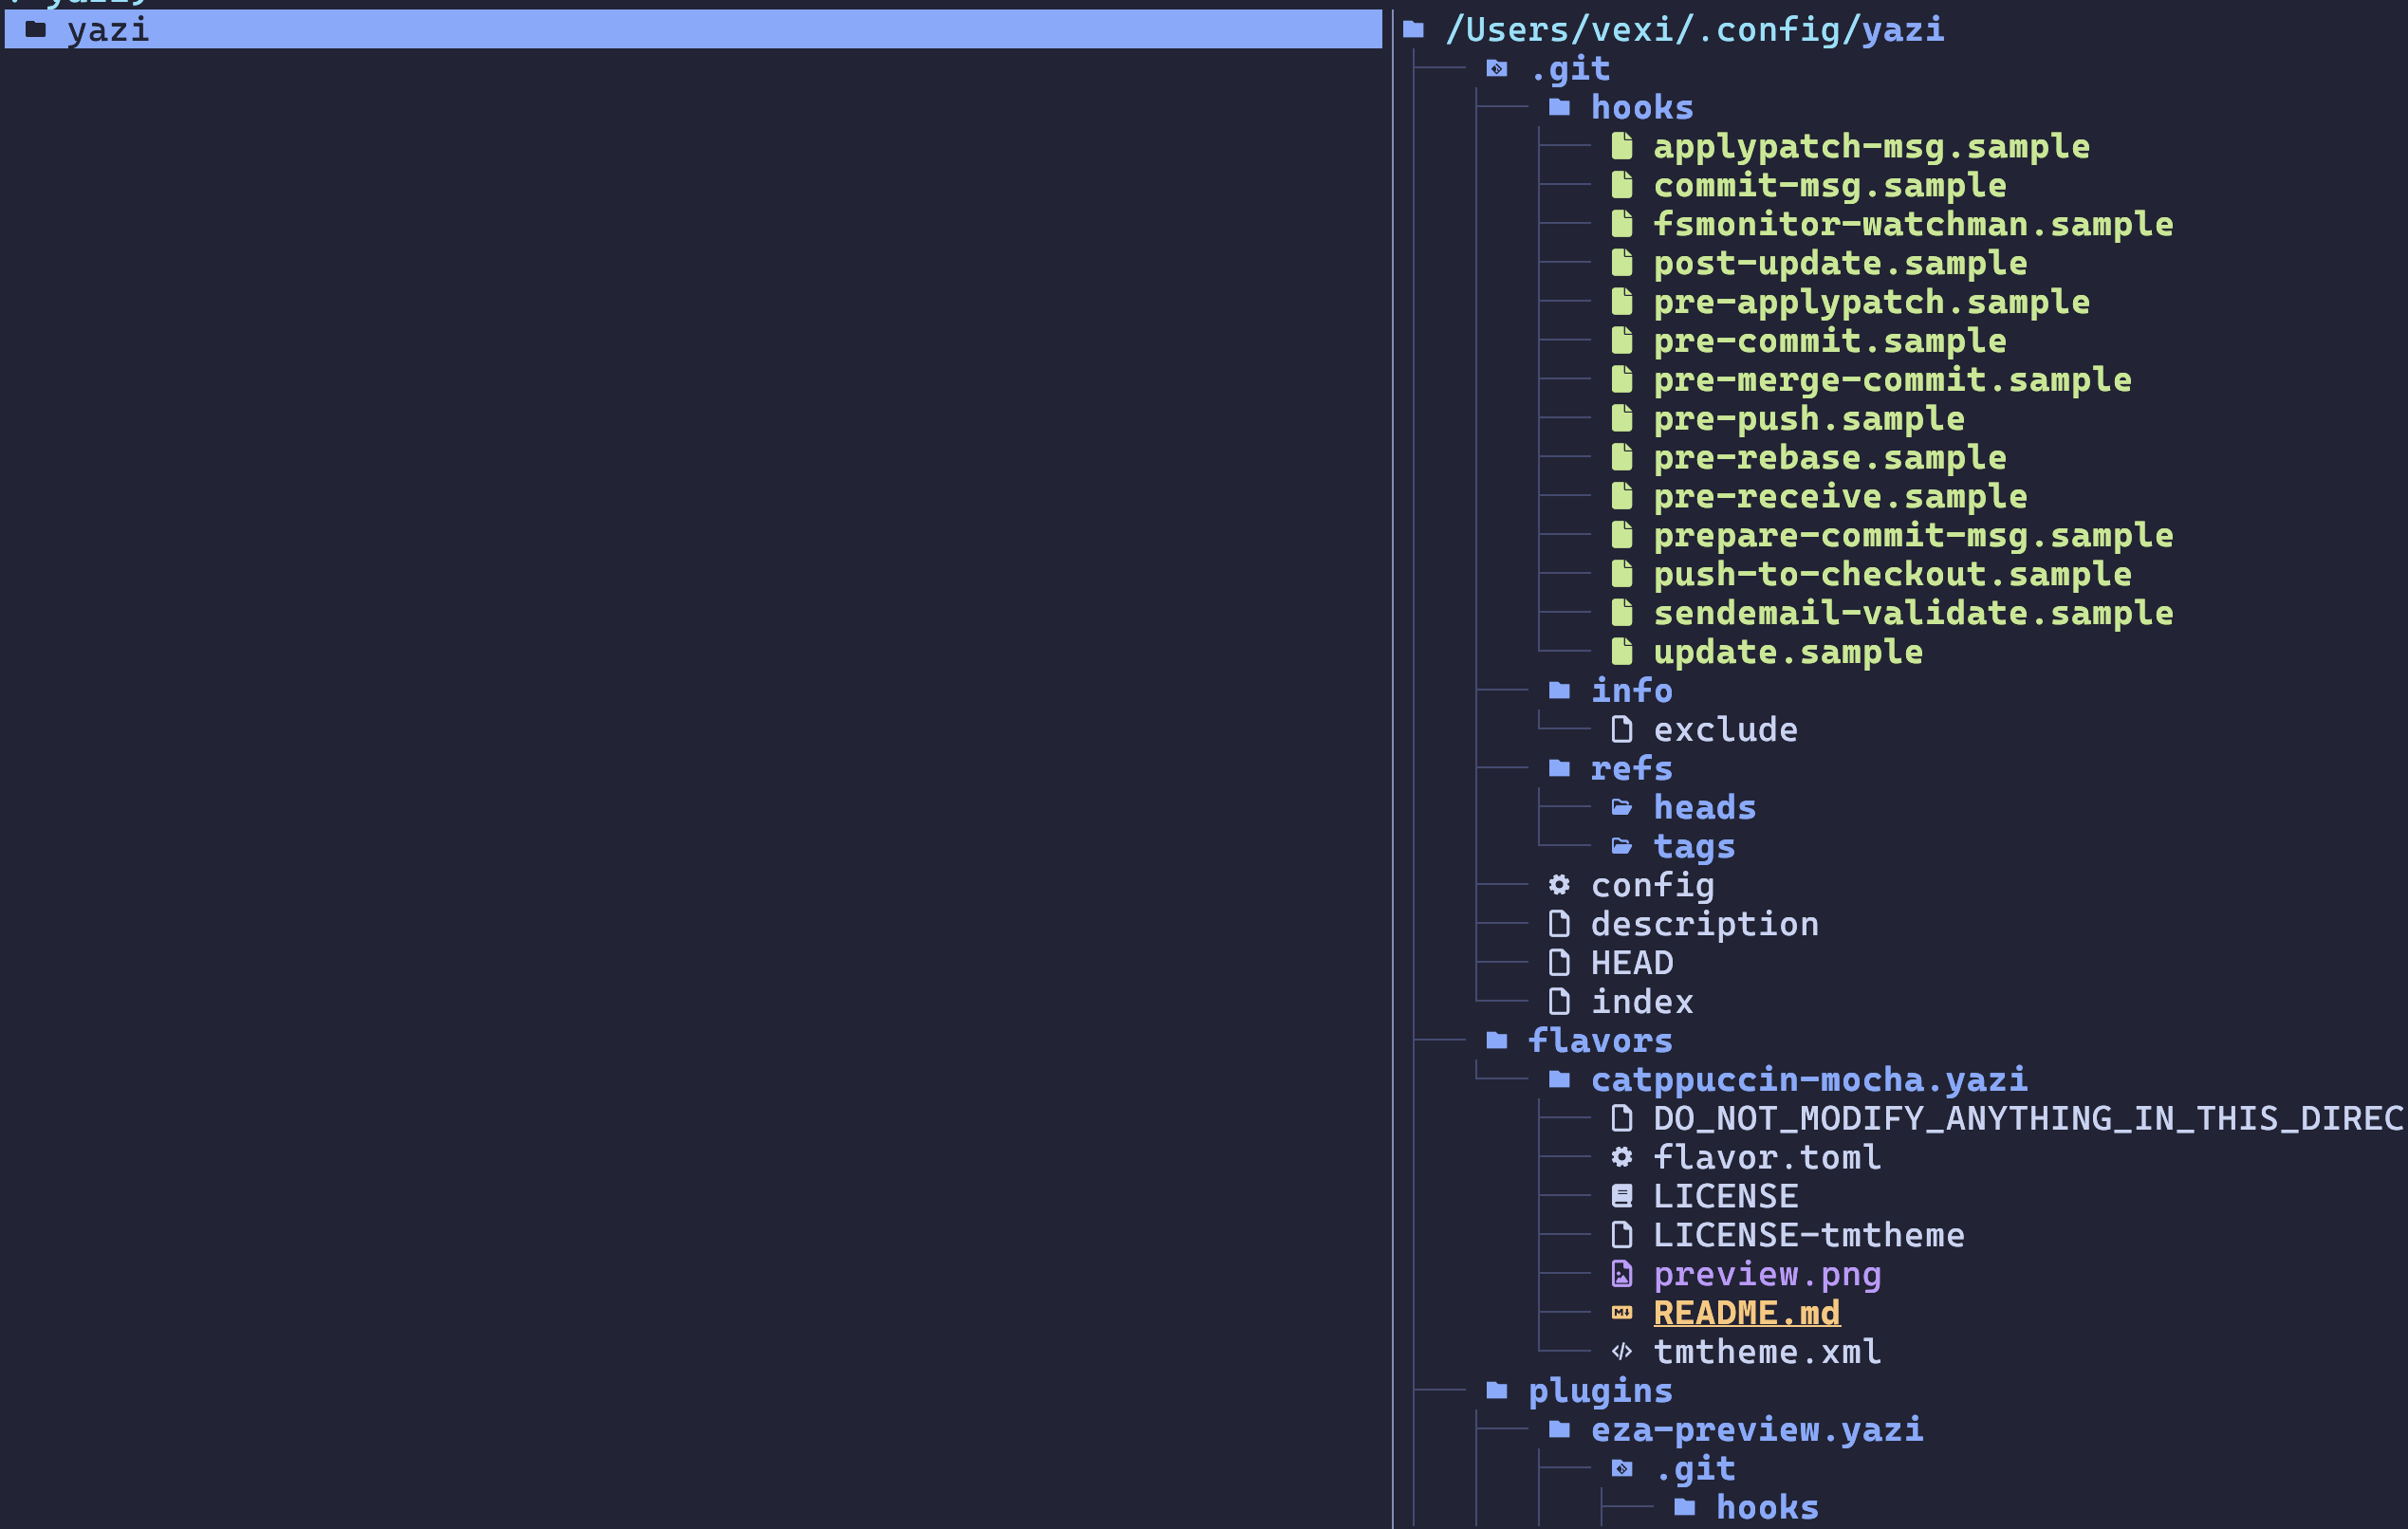 yazi
/Users/vexi/.config/yazi
.git
hooks
applypatch-msg.sample
commit-msg.sample
fsmonitor-watchman.sample
post-update.sample
pre-applypatch.sample
pre-commit.sample
pre-merge-commit.sample
pre-push.sample
pre-rebase.sample
pre-receive.sample
prepare-commit-msg.sample
push-to-checkout.sample
sendemail-validate.sample
update.sample
info
exclude
refs
heads
tags
config
description
HEAD
index
flavors
catppuccin-mocha.yazi
DO_NOT_MODIFY_ANYTHING_IN_THIS_DIREC
flavor.toml
LICENSE
LICENSE-tmtheme
preview.png
README.md
tmtheme.xml
plugins
eza-preview.yazi
.git
hooks